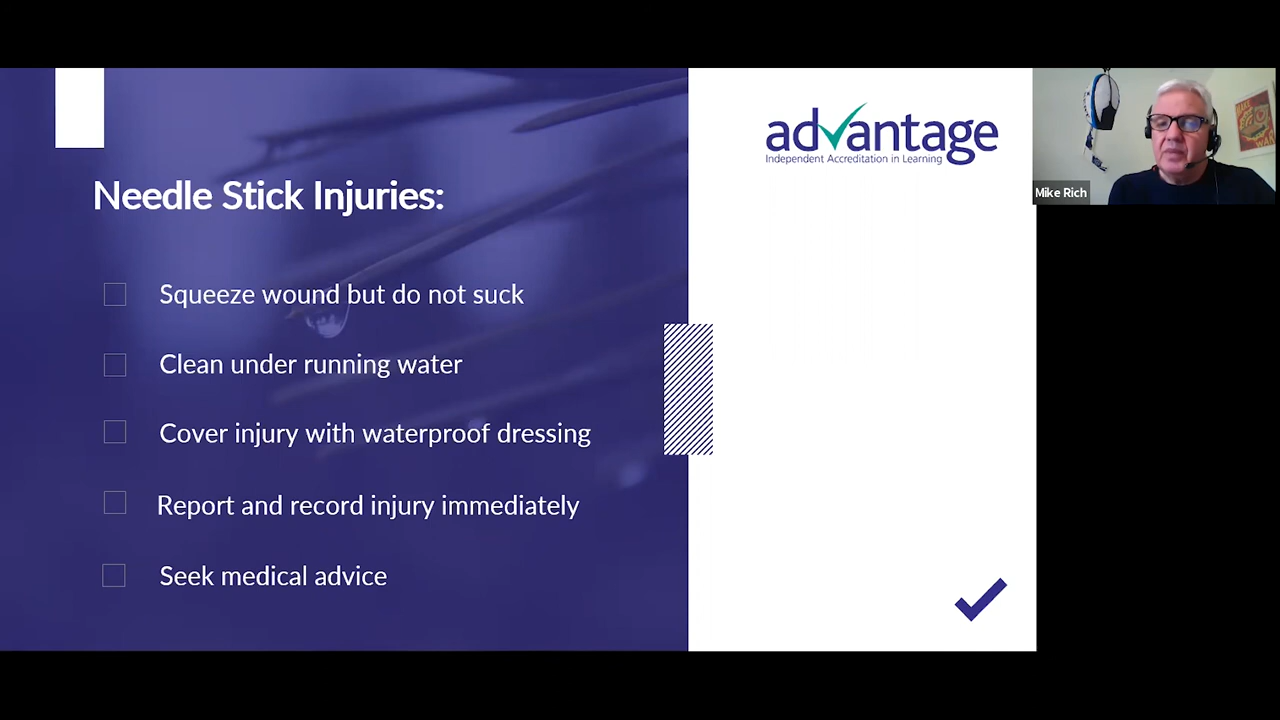 advantage
Independent Accreditation in Learning
Mike Rich
Needle Stick Injuries:
Squeeze wound but do not suck
Clean under running water
Cover injury with waterproof dressing
Report and record injury immediately
Seek medical advice